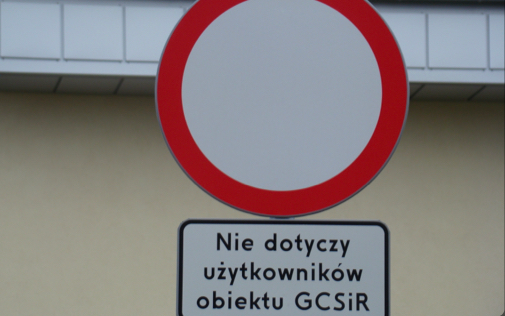 Nie dotyczy
użytkowników
obiektu GCSiR